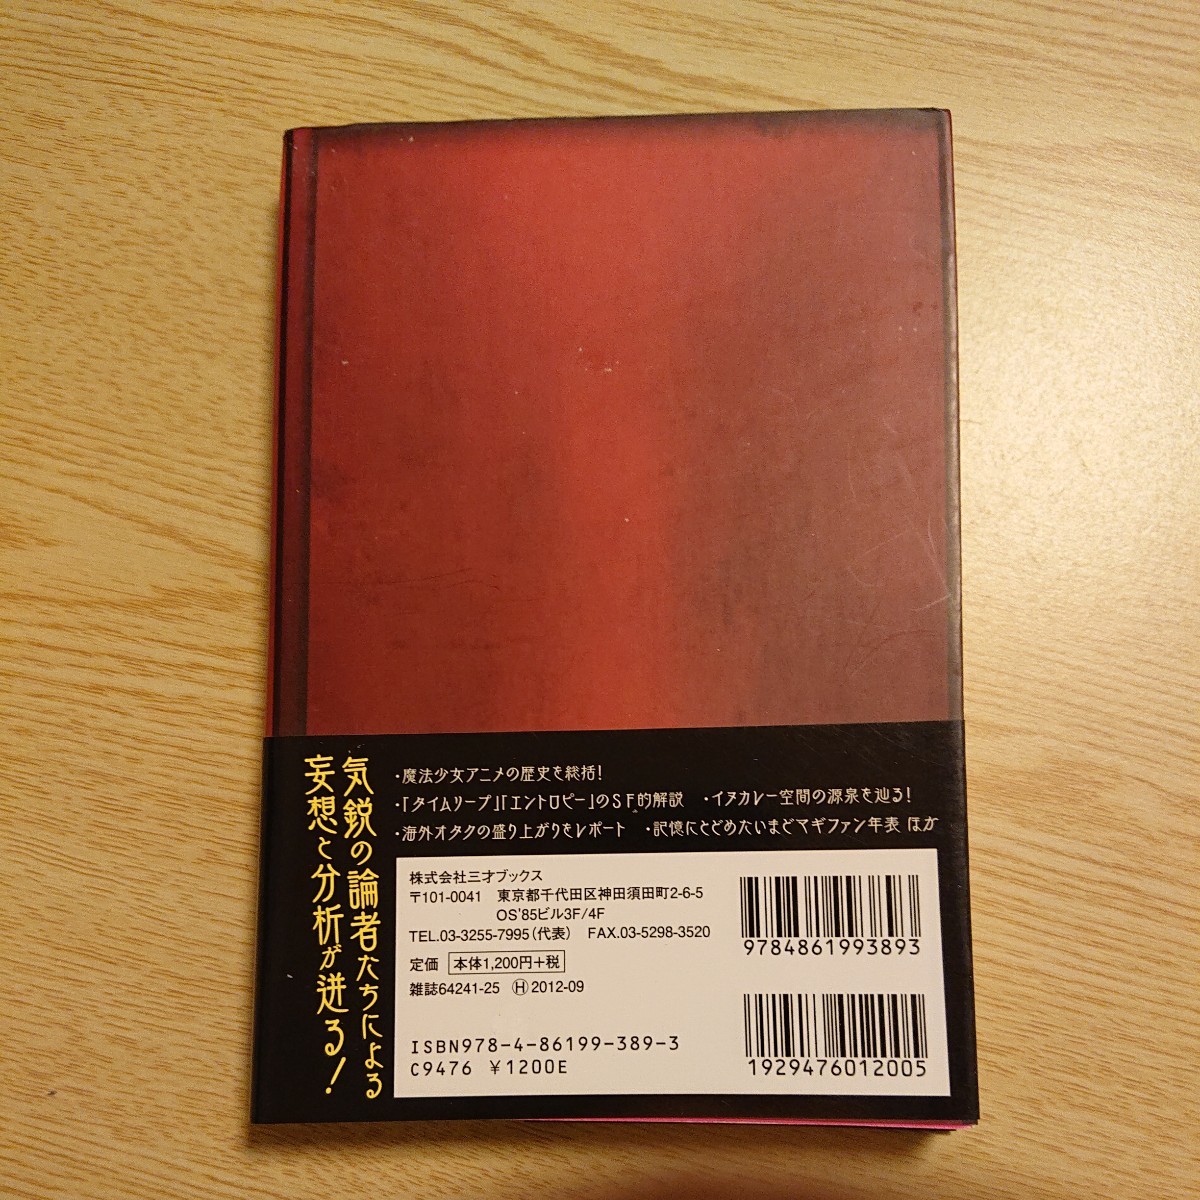 気鋭の論者たちによる
妄想と分析が迸る!
・魔法少女アニメの歴史を総括!
・「タイムリープ」「エントロピー」のSF的解説 ・イヌカレー空間の源泉を辿る!
・海外オタクの盛り上がりをレポート ・記憶にとどめたいまどマギファン年表 ほか
株式会社三才ブックス
〒101-0041 東京都千代田区神田須田町2-6-5
OS'85ビル3F/4F
TEL.03-3255-7995(代表) FAX.03-5298-3520
定価 本体1,200円+税
雑誌64241-25 Ⓗ2012-09
ISBN978-4-86199-389-3
C9476 ¥1200E
9784861993893
1929476012005